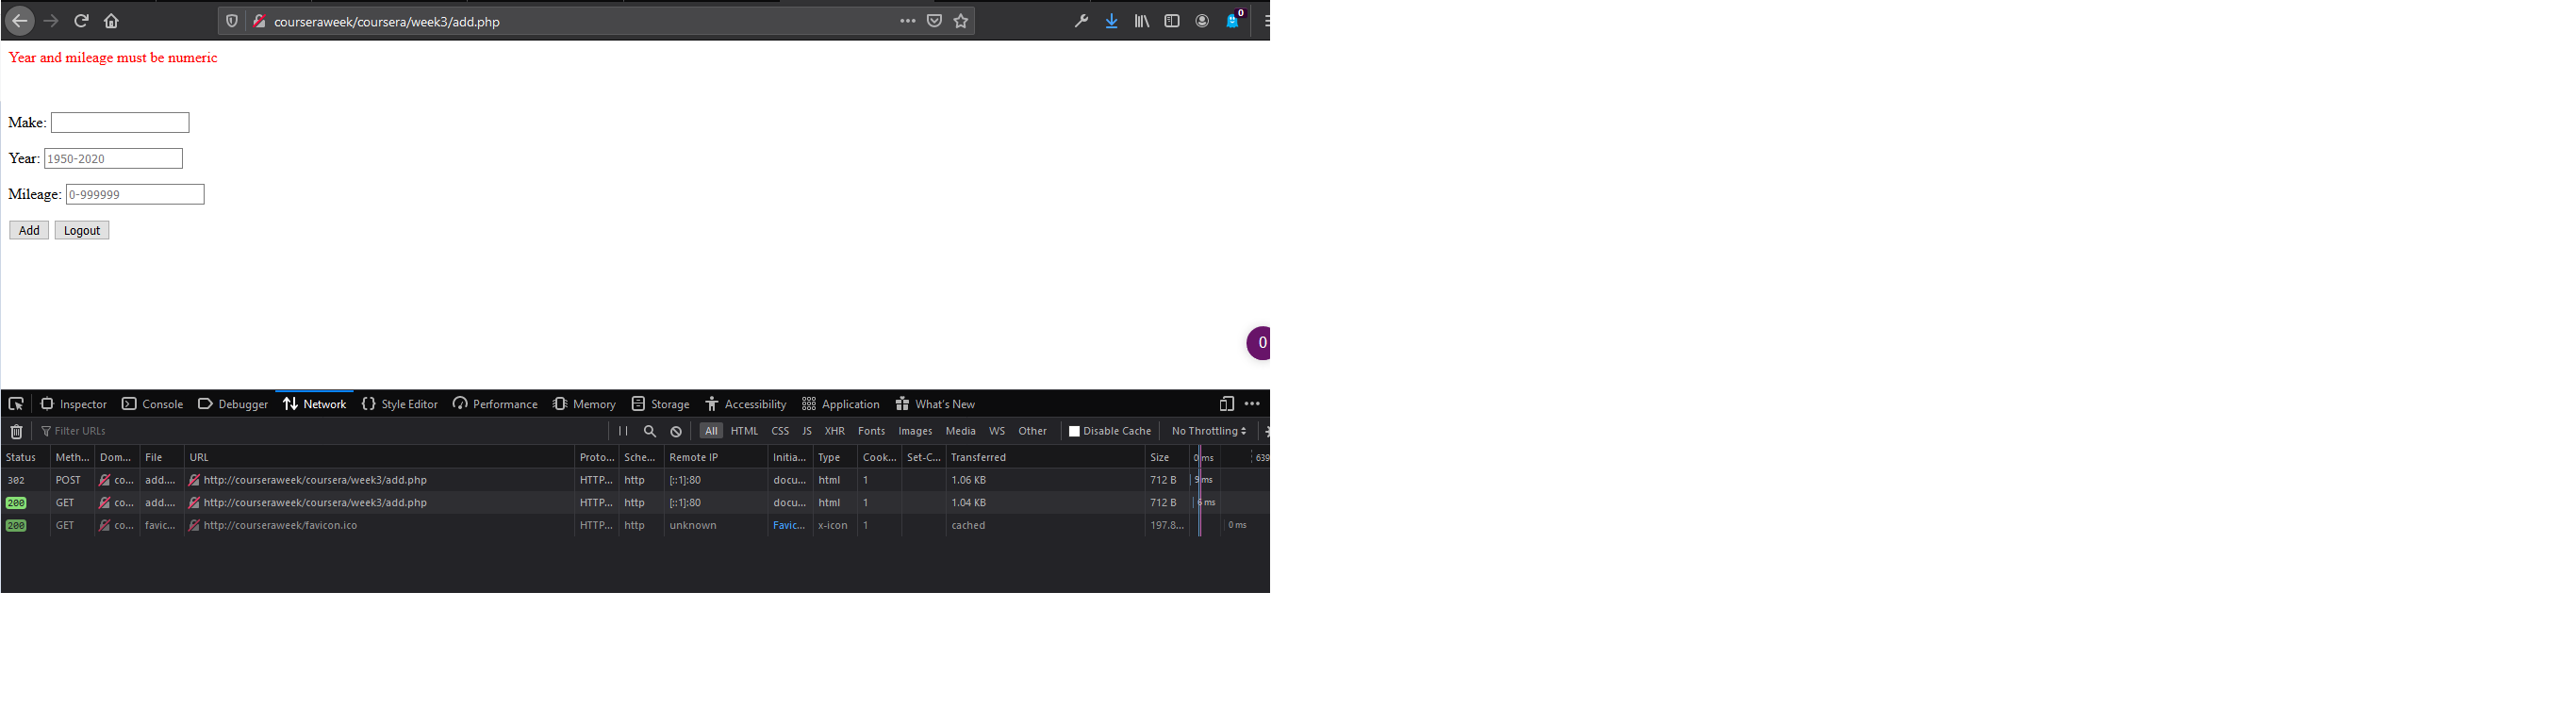 0
courseraweek/coursera/week3/add.php
Year and mileage must be numeric
Make:
Year: 1950-2020
Mileage: 0-999999
Add Logout
0
Inspector Console Debugger Network Style Editor Performance Memory Storage Accessibility Application What's New
Filter URLs All HTML CSS JS XHR Fonts Images Media WS Other Disable Cache No Throttling
Status Meth... Dom... File URL Proto... Sche... Remote IP Initia... Type Cook... Set-C... Transferred Size 0 ms 639
302 POST co... add.... http://courseraweek/coursera/week3/add.php HTTP... http [::1]:80 docu... html 1 1.06 KB 712 B 9 ms
200 GET co... add.... http://courseraweek/coursera/week3/add.php HTTP... http [::1]:80 docu... html 1 1.04 KB 712 B 6 ms
200 GET co... favic... http://courseraweek/favicon.ico HTTP... http unknown Favic... x-icon 1 cached 197.8... 0 ms